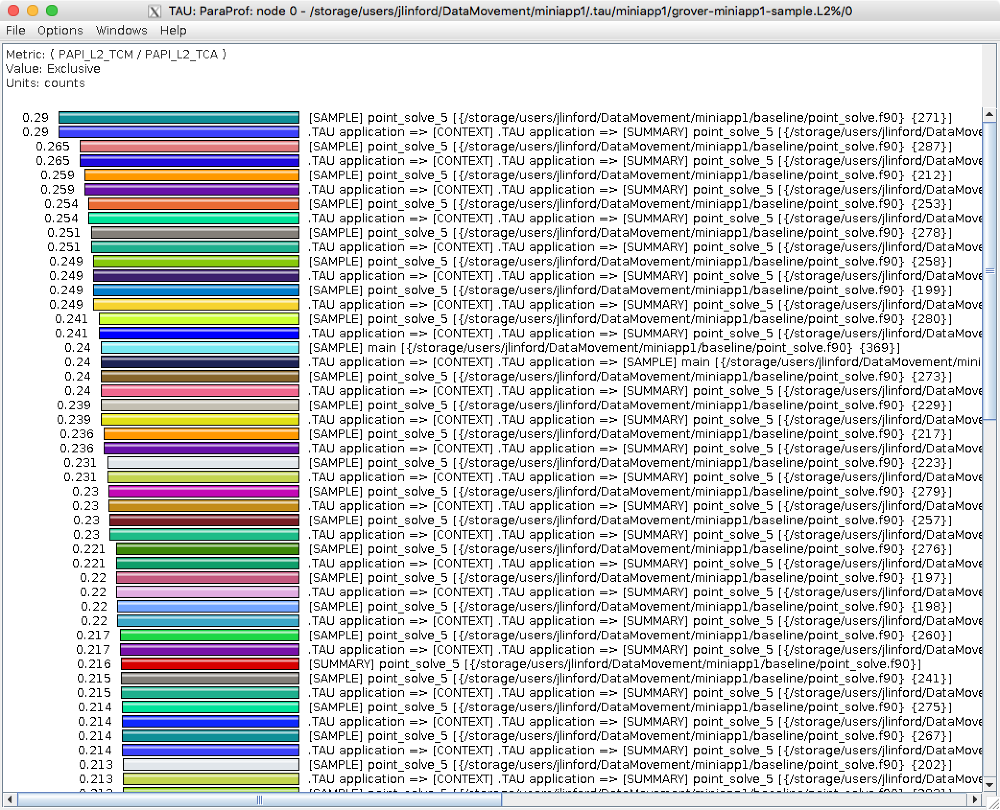 TAU: ParaProf: node 0 - /storage/users/jlinford/DataMovement/miniapp1/.tau/miniapp1/grover-miniapp1-sample.L2%/0
File Options Windows Help
Metric: ( PAPI_L2_TCM / PAPI_L2_TCA )
Value: Exclusive
Units: counts
0.29 [SAMPLE] point_solve_5 [{/storage/users/jlinford/DataMovement/miniapp1/baseline/point_solve.f90} {271}]
0.29 .TAU application => [CONTEXT] .TAU application => [SUMMARY] point_solve_5 [{/storage/users/jlinford/DataMove
0.265 [SAMPLE] point_solve_5 [{/storage/users/jlinford/DataMovement/miniapp1/baseline/point_solve.f90} {287}]
0.265 .TAU application => [CONTEXT] .TAU application => [SUMMARY] point_solve_5 [{/storage/users/jlinford/DataMove
0.259 [SAMPLE] point_solve_5 [{/storage/users/jlinford/DataMovement/miniapp1/baseline/point_solve.f90} {212}]
0.259 .TAU application => [CONTEXT] .TAU application => [SUMMARY] point_solve_5 [{/storage/users/jlinford/DataMove
0.254 [SAMPLE] point_solve_5 [{/storage/users/jlinford/DataMovement/miniapp1/baseline/point_solve.f90} {253}]
0.254 .TAU application => [CONTEXT] .TAU application => [SUMMARY] point_solve_5 [{/storage/users/jlinford/DataMove
0.251 [SAMPLE] point_solve_5 [{/storage/users/jlinford/DataMovement/miniapp1/baseline/point_solve.f90} {278}]
0.251 .TAU application => [CONTEXT] .TAU application => [SUMMARY] point_solve_5 [{/storage/users/jlinford/DataMove
0.249 [SAMPLE] point_solve_5 [{/storage/users/jlinford/DataMovement/miniapp1/baseline/point_solve.f90} {258}]
0.249 .TAU application => [CONTEXT] .TAU application => [SUMMARY] point_solve_5 [{/storage/users/jlinford/DataMove
0.249 [SAMPLE] point_solve_5 [{/storage/users/jlinford/DataMovement/miniapp1/baseline/point_solve.f90} {199}]
0.249 .TAU application => [CONTEXT] .TAU application => [SUMMARY] point_solve_5 [{/storage/users/jlinford/DataMove
0.241 [SAMPLE] point_solve_5 [{/storage/users/jlinford/DataMovement/miniapp1/baseline/point_solve.f90} {280}]
0.241 .TAU application => [CONTEXT] .TAU application => [SUMMARY] point_solve_5 [{/storage/users/jlinford/DataMove
0.24 [SAMPLE] main [{/storage/users/jlinford/DataMovement/miniapp1/baseline/point_solve.f90} {369}]
0.24 .TAU application => [CONTEXT] .TAU application => [SAMPLE] main [{/storage/users/jlinford/DataMovement/mini
0.24 [SAMPLE] point_solve_5 [{/storage/users/jlinford/DataMovement/miniapp1/baseline/point_solve.f90} {273}]
0.24 .TAU application => [CONTEXT] .TAU application => [SUMMARY] point_solve_5 [{/storage/users/jlinford/DataMove
0.239 [SAMPLE] point_solve_5 [{/storage/users/jlinford/DataMovement/miniapp1/baseline/point_solve.f90} {229}]
0.239 .TAU application => [CONTEXT] .TAU application => [SUMMARY] point_solve_5 [{/storage/users/jlinford/DataMove
0.236 [SAMPLE] point_solve_5 [{/storage/users/jlinford/DataMovement/miniapp1/baseline/point_solve.f90} {217}]
0.236 .TAU application => [CONTEXT] .TAU application => [SUMMARY] point_solve_5 [{/storage/users/jlinford/DataMove
0.231 [SAMPLE] point_solve_5 [{/storage/users/jlinford/DataMovement/miniapp1/baseline/point_solve.f90} {223}]
0.231 .TAU application => [CONTEXT] .TAU application => [SUMMARY] point_solve_5 [{/storage/users/jlinford/DataMove
0.23 [SAMPLE] point_solve_5 [{/storage/users/jlinford/DataMovement/miniapp1/baseline/point_solve.f90} {279}]
0.23 .TAU application => [CONTEXT] .TAU application => [SUMMARY] point_solve_5 [{/storage/users/jlinford/DataMove
0.23 [SAMPLE] point_solve_5 [{/storage/users/jlinford/DataMovement/miniapp1/baseline/point_solve.f90} {257}]
0.23 .TAU application => [CONTEXT] .TAU application => [SUMMARY] point_solve_5 [{/storage/users/jlinford/DataMove
0.221 [SAMPLE] point_solve_5 [{/storage/users/jlinford/DataMovement/miniapp1/baseline/point_solve.f90} {276}]
0.221 .TAU application => [CONTEXT] .TAU application => [SUMMARY] point_solve_5 [{/storage/users/jlinford/DataMove
0.22 [SAMPLE] point_solve_5 [{/storage/users/jlinford/DataMovement/miniapp1/baseline/point_solve.f90} {197}]
0.22 .TAU application => [CONTEXT] .TAU application => [SUMMARY] point_solve_5 [{/storage/users/jlinford/DataMove
0.22 [SAMPLE] point_solve_5 [{/storage/users/jlinford/DataMovement/miniapp1/baseline/point_solve.f90} {198}]
0.22 .TAU application => [CONTEXT] .TAU application => [SUMMARY] point_solve_5 [{/storage/users/jlinford/DataMove
0.217 [SAMPLE] point_solve_5 [{/storage/users/jlinford/DataMovement/miniapp1/baseline/point_solve.f90} {260}]
0.217 .TAU application => [CONTEXT] .TAU application => [SUMMARY] point_solve_5 [{/storage/users/jlinford/DataMove
0.216 [SUMMARY] point_solve_5 [{/storage/users/jlinford/DataMovement/miniapp1/baseline/point_solve.f90}]
0.215 [SAMPLE] point_solve_5 [{/storage/users/jlinford/DataMovement/miniapp1/baseline/point_solve.f90} {241}]
0.215 .TAU application => [CONTEXT] .TAU application => [SUMMARY] point_solve_5 [{/storage/users/jlinford/DataMove
0.214 [SAMPLE] point_solve_5 [{/storage/users/jlinford/DataMovement/miniapp1/baseline/point_solve.f90} {275}]
0.214 .TAU application => [CONTEXT] .TAU application => [SUMMARY] point_solve_5 [{/storage/users/jlinford/DataMove
0.214 [SAMPLE] point_solve_5 [{/storage/users/jlinford/DataMovement/miniapp1/baseline/point_solve.f90} {267}]
0.214 .TAU application => [CONTEXT] .TAU application => [SUMMARY] point_solve_5 [{/storage/users/jlinford/DataMove
0.213 [SAMPLE] point_solve_5 [{/storage/users/jlinford/DataMovement/miniapp1/baseline/point_solve.f90} {202}]
0.213 .TAU application => [CONTEXT] .TAU application => [SUMMARY] point_solve_5 [{/storage/users/jlinford/DataMove